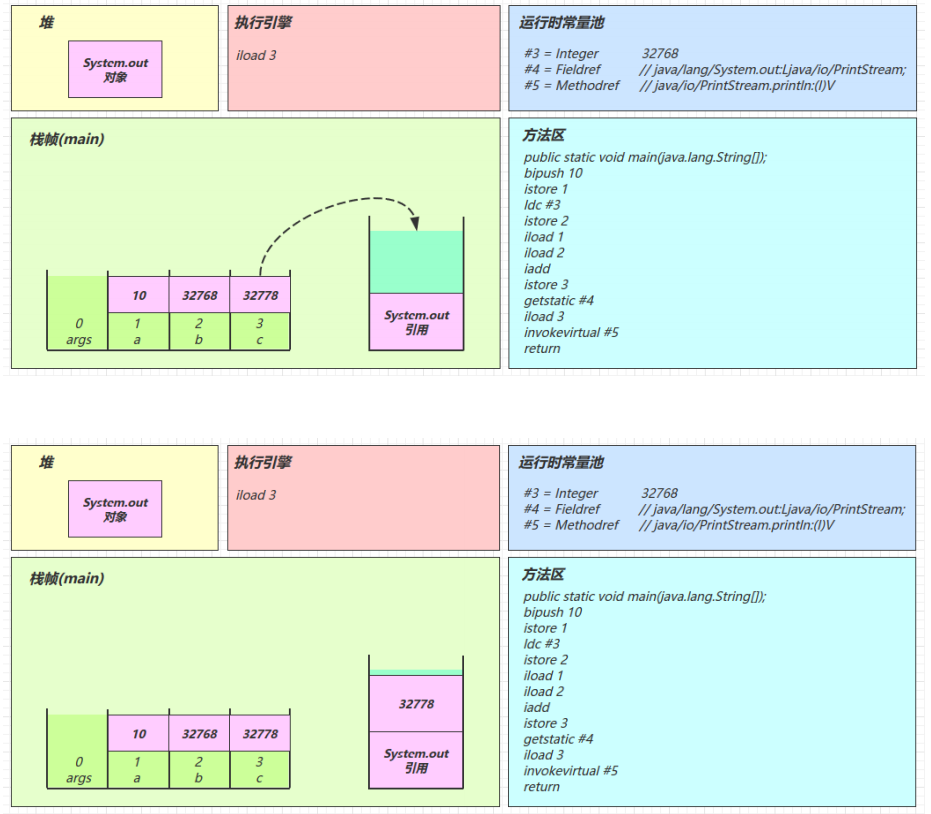 堆
System.out
对象
执行引擎
iload 3
运行时常量池
#3 = Integer 32768
#4 = Fieldref // java/lang/System.out:Ljava/io/PrintStream;
#5 = Methodref // java/io/PrintStream.println:(I)V
栈帧(main)
10 32768 32778
0 1 2 3
args a b c
System.out
引用
方法区
public static void main(java.lang.String[]);
bipush 10
istore 1
ldc #3
istore 2
iload 1
iload 2
iadd
istore 3
getstatic #4
iload 3
invokevirtual #5
return
堆
System.out
对象
执行引擎
iload 3
运行时常量池
#3 = Integer 32768
#4 = Fieldref // java/lang/System.out:Ljava/io/PrintStream;
#5 = Methodref // java/io/PrintStream.println:(I)V
栈帧(main)
10 32768 32778
0 1 2 3
args a b c
32778
System.out
引用
方法区
public static void main(java.lang.String[]);
bipush 10
istore 1
ldc #3
istore 2
iload 1
iload 2
iadd
istore 3
getstatic #4
iload 3
invokevirtual #5
return